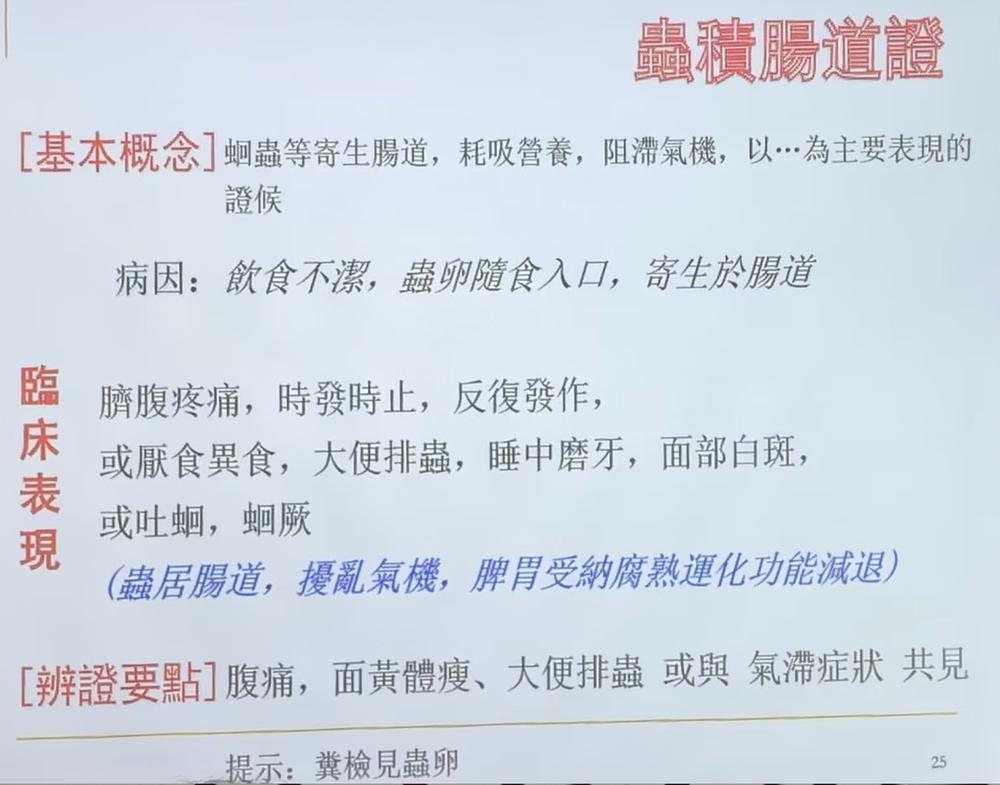 蟲積腸道證
[基本概念] 蛔蟲等寄生腸道，耗吸營養，阻滯氣機，以…為主要表現的
證候
病因：飲食不潔，蟲卵隨食入口，寄生於腸道
臨床表現
臍腹疼痛，時發時止，反復發作，
或厭食異食，大便排蟲，睡中磨牙，面部白斑，
或吐蛔，蛔厥
(蟲居腸道，擾亂氣機，脾胃受納腐熟運化功能減退)
[辨證要點] 腹痛，面黃體瘦、大便排蟲 或與 氣滯症狀 共見
提示：糞檢見蟲卵
25